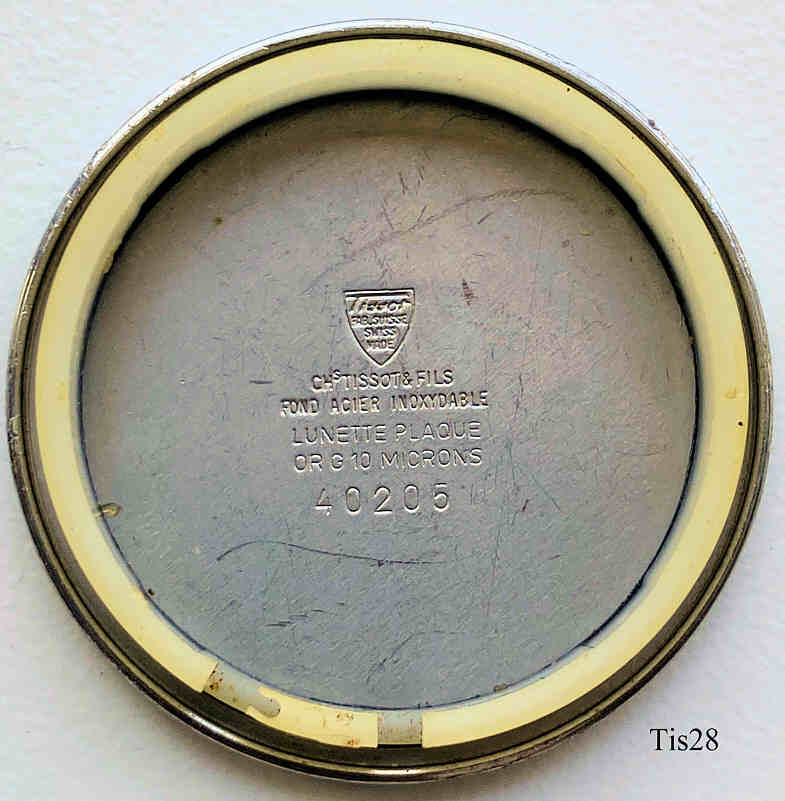 Tissot
FAB.SUISSE
SWISS
MADE
CHS TISSOT & FILS
FOND ACIER INOXYDABLE
LUNETTE PLAQUE
OR G 10 MICRONS
40205
Tis28